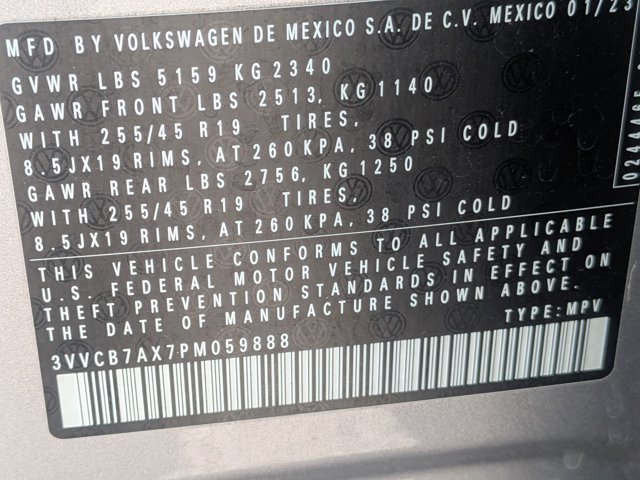 MFD BY VOLKSWAGEN DE MEXICO S.A. DE C.V. MEXICO 01/23
GVWR LBS 5159 KG 2340
GAWR FRONT LBS 2513, KG 1140
WITH 255/45 R19 TIRES,
8.5JX19 RIMS, AT 260KPA, 38 PSI COLD
GAWR REAR LBS 2756, KG 1250
WITH 255/45 R19 TIRES,
8.5JX19 RIMS, AT 260KPA, 38 PSI COLD
THIS VEHICLE CONFORMS TO ALL APPLICABLE
U.S. FEDERAL MOTOR VEHICLE SAFETY AND
THEFT PREVENTION STANDARDS IN EFFECT ON
THE DATE OF MANUFACTURE SHOWN ABOVE.
3VVCB7AX7PM059888 TYPE: MPV